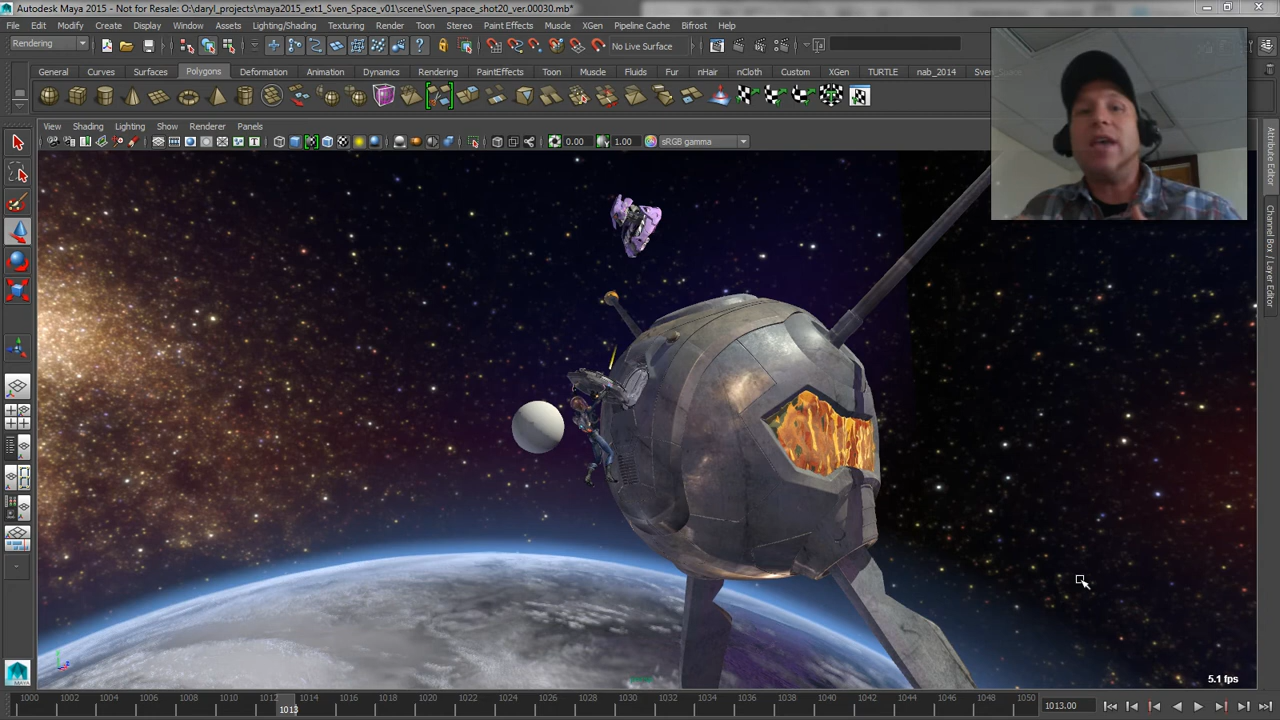 Autodesk Maya 2015 - Not for Resale: O:\daryl_projects\maya2015_ext1_Sven_Space_v01\scene\Sven_space_shot20_ver.00030.mb*
File Edit Modify Create Display Window Assets Lighting/Shading Texturing Render Toon Stereo Paint Effects Muscle XGen Pipeline Cache Bifrost Help
Rendering No Live Surface
General Curves Surfaces Polygons Deformation Animation Dynamics Rendering PaintEffects Toon Muscle Fluids Fur nHair nCloth Custom XGen TURTLE nab_2014
View Shading Lighting Show Renderer Panels
0.00 1.00 sRGB gamma
Attribute Editor
Channel Box / Layer Editor
5.1 fps
MAYA
1000 1002 1004 1006 1008 1010 1012 1014 1016 1018 1020 1022 1024 1026 1028 1030 1032 1034 1036 1038 1040 1042 1044 1046 1048 1050
1013
1013.00